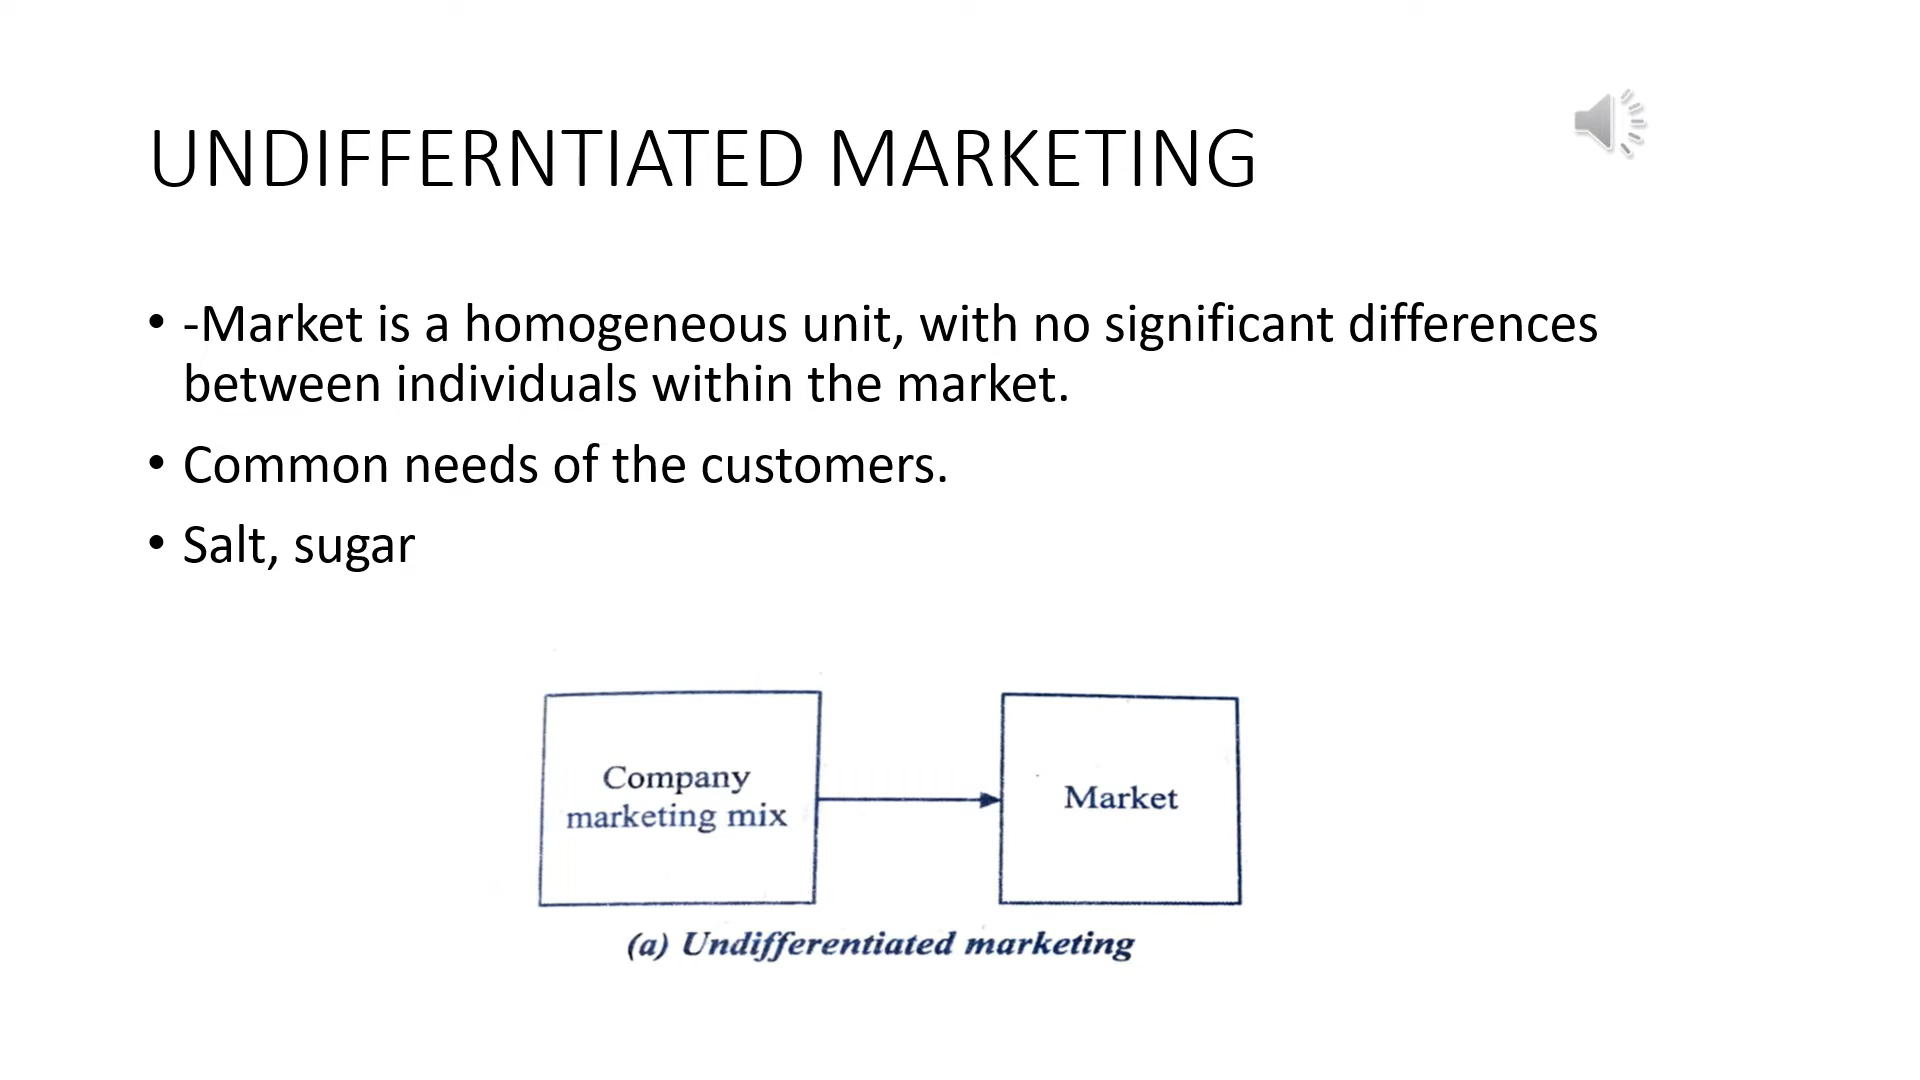 UNDIFFERNTIATED MARKETING
• -Market is a homogeneous unit, with no significant differences
between individuals within the market.
• Common needs of the customers.
• Salt, sugar
Company
marketing mix
Market
(a) Undifferentiated marketing